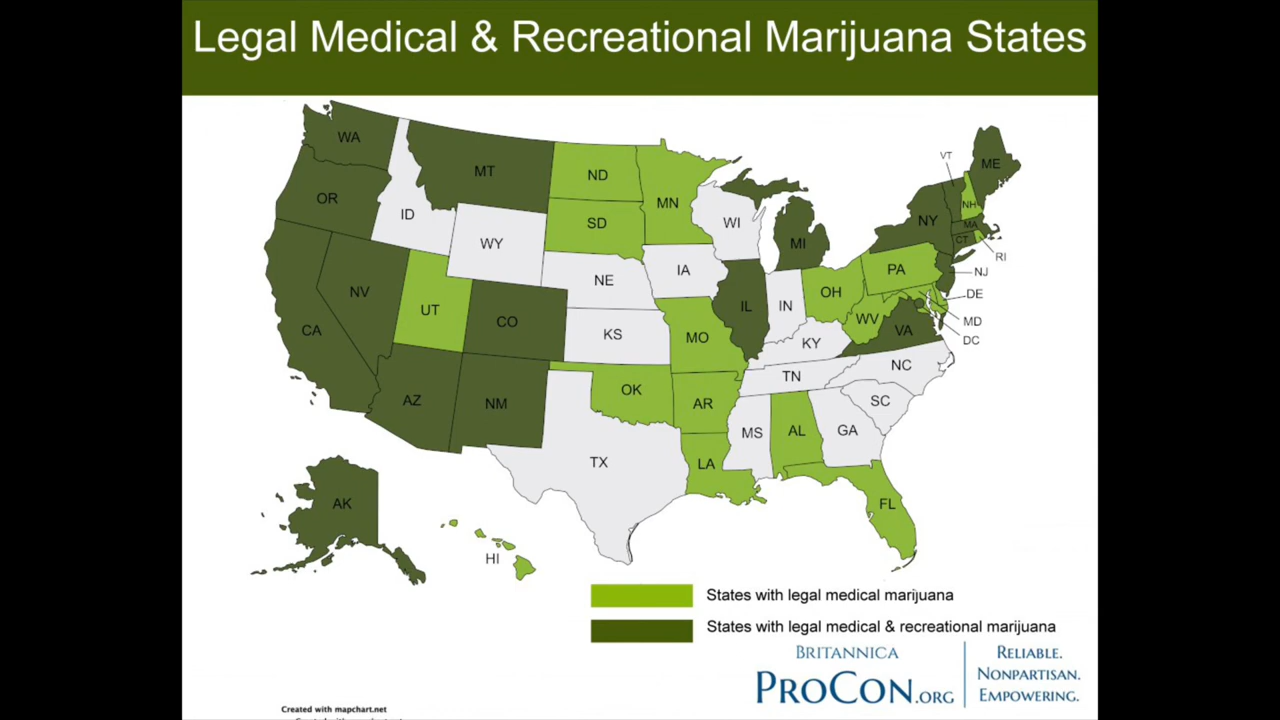 Legal Medical & Recreational Marijuana States
WA
MT
ND
MN
VT
ME
OR
ID
SD
WI
NH
MA
NY
WY
MI
CT
RI
IA
PA
NJ
NE
NV
UT
CO
IL
IN
OH
DE
WV
MD
CA
KS
MO
KY
VA
DC
NC
TN
OK
AR
SC
AZ
NM
MS
AL
GA
TX
LA
AK
FL
HI
States with legal medical marijuana
States with legal medical & recreational marijuana
BRITANNICA
PROCON.ORG
RELIABLE.
NONPARTISAN.
EMPOWERING.
Created with mapchart.net